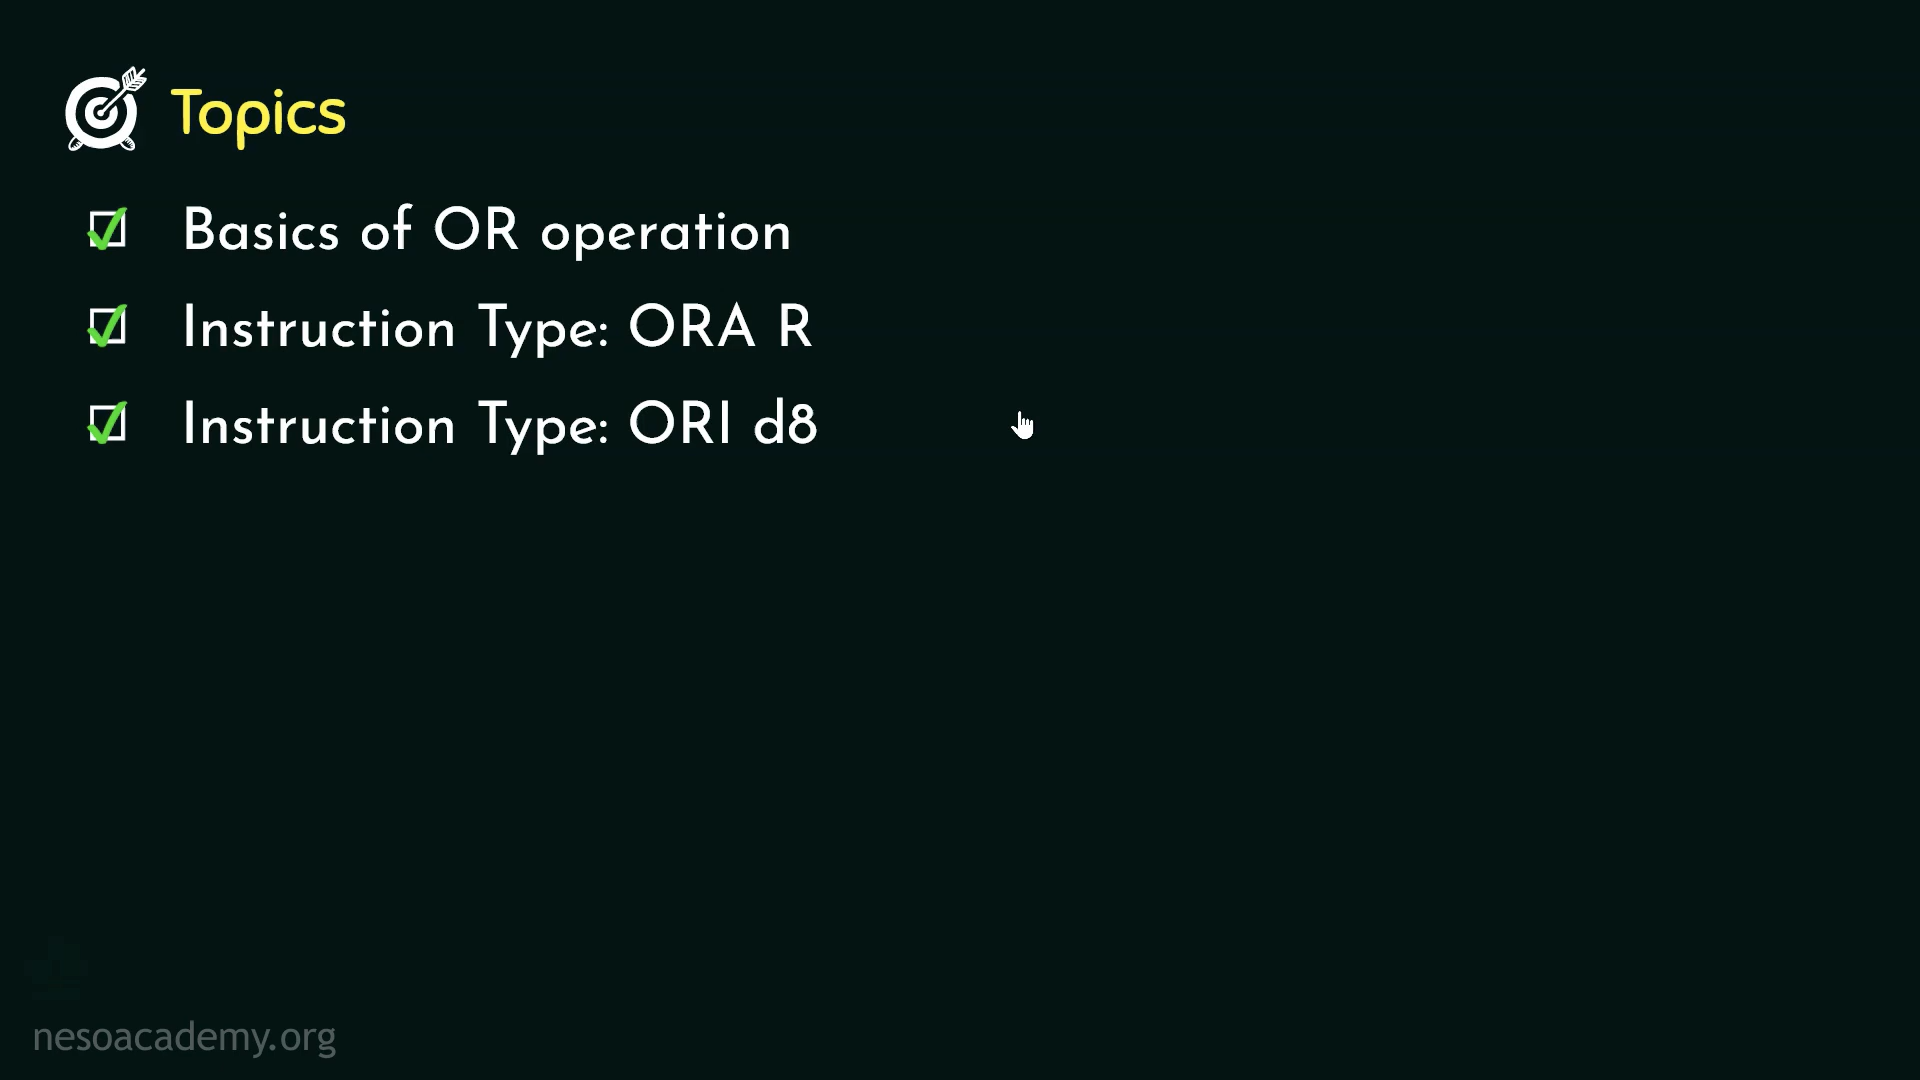 Topics
Basics of OR operation
Instruction Type: ORA R
Instruction Type: ORI d8
nesoacademy.org